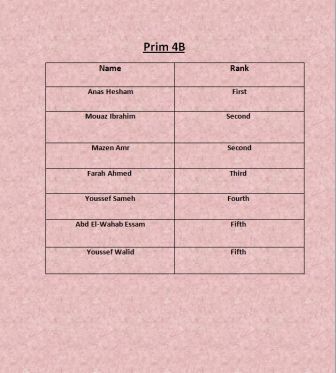 Prim 4B
Name Rank
Anas Hesham First
Mouaz Ibrahim Second
Mazen Amr Second
Farah Ahmed Third
Youssef Sameh Fourth
Abd El-Wahab Essam Fifth
Youssef Walid Fifth